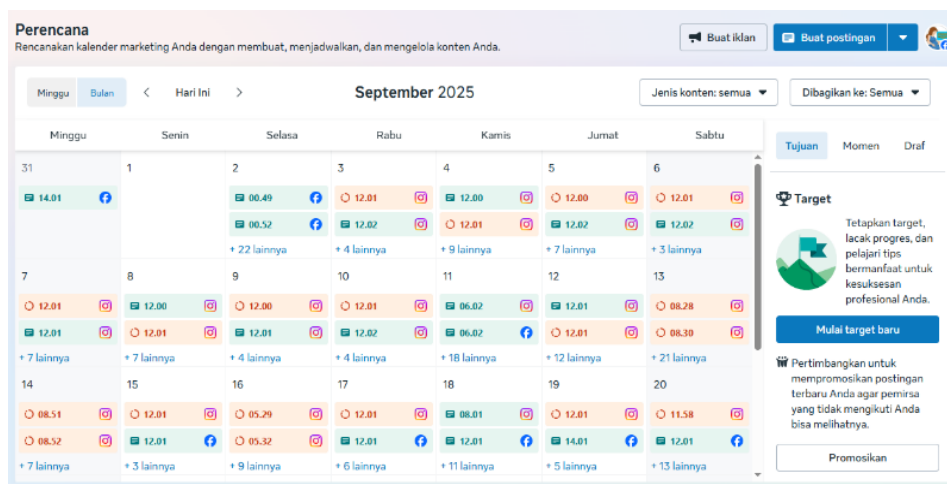 Perencana
Rencanakan kalender marketing Anda dengan membuat, menjadwalkan, dan mengelola konten Anda.
Buat iklan
Buat postingan
Minggu Bulan Hari Ini September 2025 Jenis konten: semua Dibagikan ke: Semua
Minggu Senin Selasa Rabu Kamis Jumat Sabtu
31 1 2 3 4 5 6
14.01 00.49 12.01 12.00 12.00 12.01
00.52 12.02 12.01 12.02 12.02
+ 22 lainnya + 4 lainnya + 9 lainnya + 7 lainnya + 3 lainnya
7 8 9 10 11 12 13
12.01 12.00 12.00 12.01 06.02 12.01 08.28
12.01 12.01 12.01 12.02 06.02 12.01 08.30
+ 7 lainnya + 7 lainnya + 4 lainnya + 4 lainnya + 18 lainnya + 12 lainnya + 21 lainnya
14 15 16 17 18 19 20
08.51 12.01 05.29 12.01 08.01 12.01 11.58
08.52 12.01 05.32 12.01 12.01 14.01 12.01
+ 7 lainnya + 3 lainnya + 9 lainnya + 6 lainnya + 11 lainnya + 5 lainnya + 13 lainnya
Tujuan Momen Draf
Target
Tetapkan target,
lacak progres, dan
pelajari tips
bermanfaat untuk
kesuksesan
profesional Anda.
Mulai target baru
Pertimbangkan untuk
mempromosikan postingan
terbaru Anda agar pemirsa
yang tidak mengikuti Anda
bisa melihatnya.
Promosikan